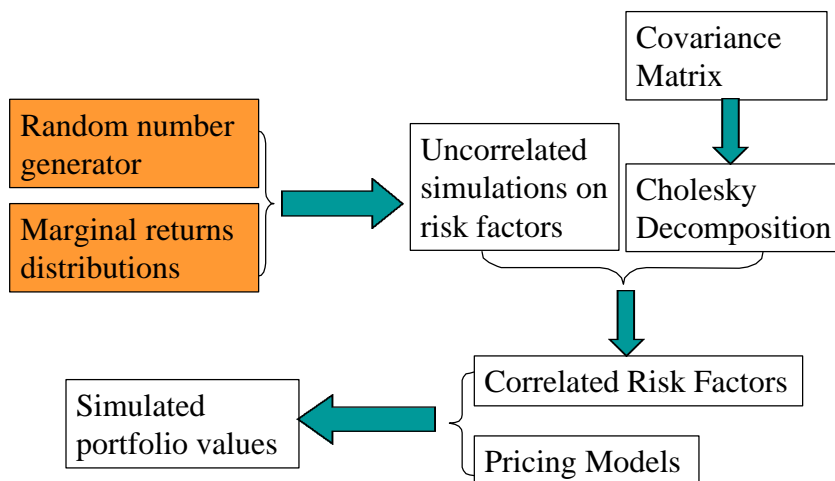 Covariance
Matrix
Random number
generator
Marginal returns
distributions
Uncorrelated
simulations on
risk factors
Cholesky
Decomposition
Correlated Risk Factors
Simulated
portfolio values
Pricing Models